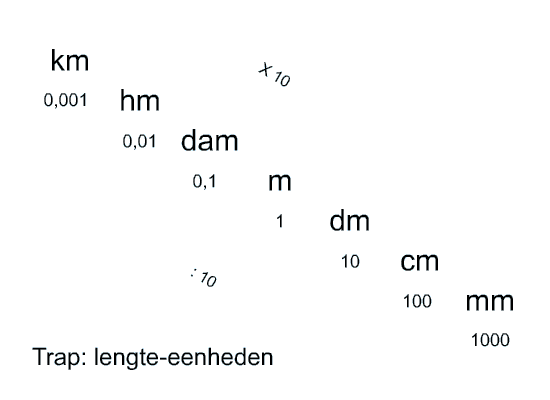 km
0,001
x 10
hm
0,01
dam
0,1
m
1
dm
10
: 10
cm
100
mm
1000
Trap: lengte-eenheden